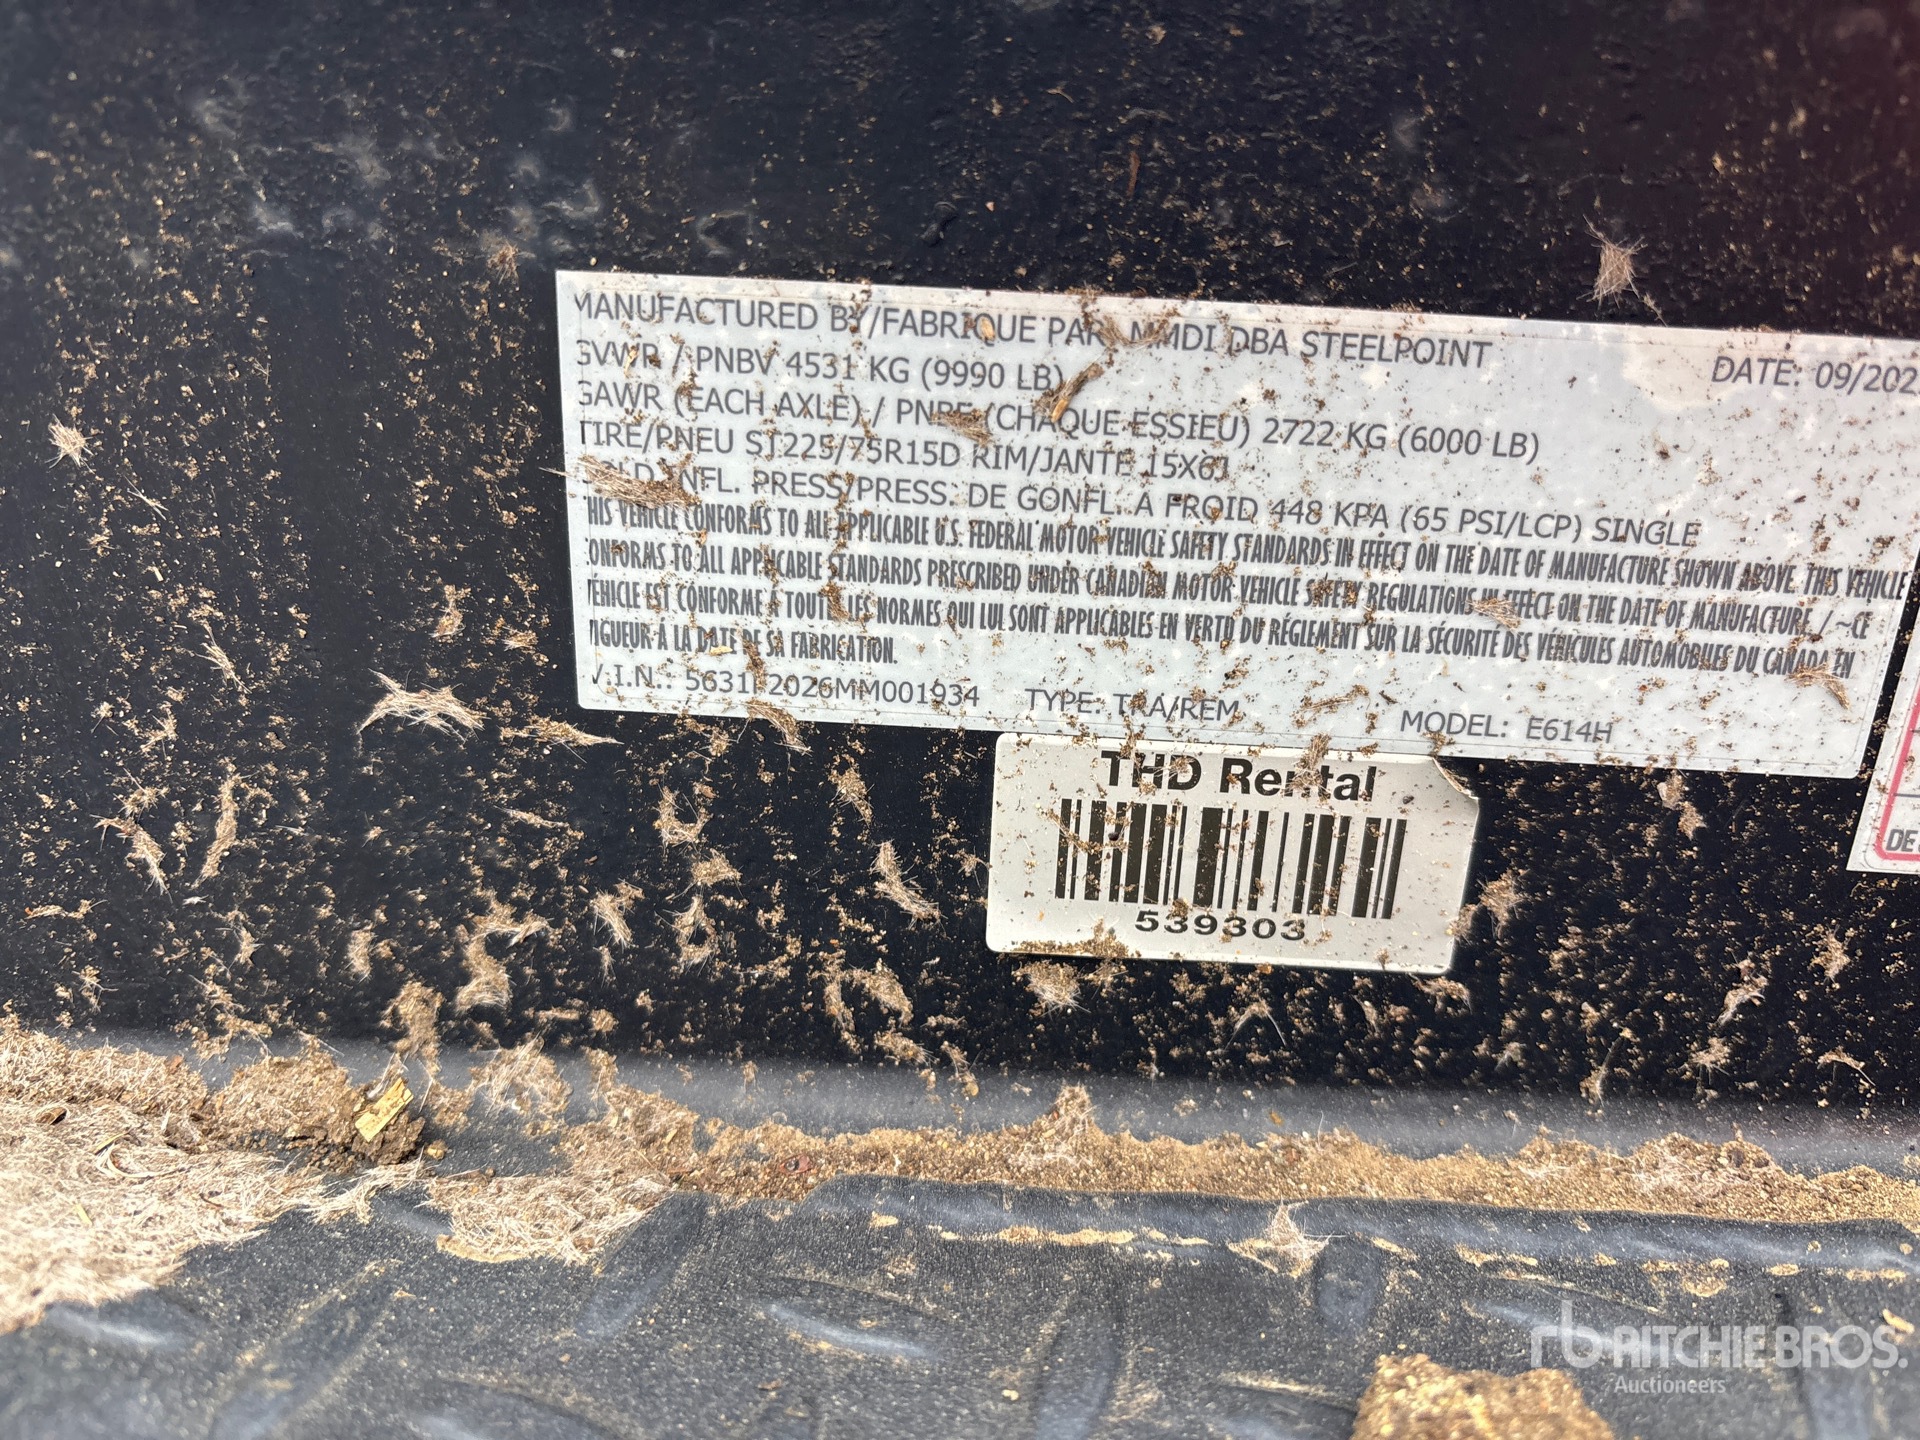 MANUFACTURED BY/FABRIQUE PAR: MMDI DBA STEELPOINT DATE: 09/202
GVWR / PNBV 4531 KG (9990 LB)
GAWR (EACH AXLE) / PNBE (CHAQUE ESSIEU) 2722 KG (6000 LB)
TIRE/PNEU ST225/75R15D RIM/JANTE 15X6J
COLD INFL. PRESS/PRESS. DE GONFL. A FROID 448 KPA (65 PSI/LCP) SINGLE
THIS VEHICLE CONFORMS TO ALL APPLICABLE U.S. FEDERAL MOTOR VEHICLE SAFETY STANDARDS IN EFFECT ON THE DATE OF MANUFACTURE SHOWN ABOVE. THIS VEHICLE
CONFORMS TO ALL APPLICABLE STANDARDS PRESCRIBED UNDER CANADIAN MOTOR VEHICLE SAFETY REGULATIONS IN EFFECT ON THE DATE OF MANUFACTURE. / ~CE
VEHICLE EST CONFORME A TOUT LES NORMES QUI LUI SONT APPLICABLES EN VERTU DU RÉGLEMENT SUR LA SÉCURITÉ DES VÉHICULES AUTOMOBILES DU CANADA EN
VIGUEUR A LA DATE DE SA FABRICATION.
V.I.N.: 5631F2026MM001934 TYPE: TRA/REM MODEL: E614H
THD Rental
539303
DE
rb RITCHIE BROS.
Auctioneers